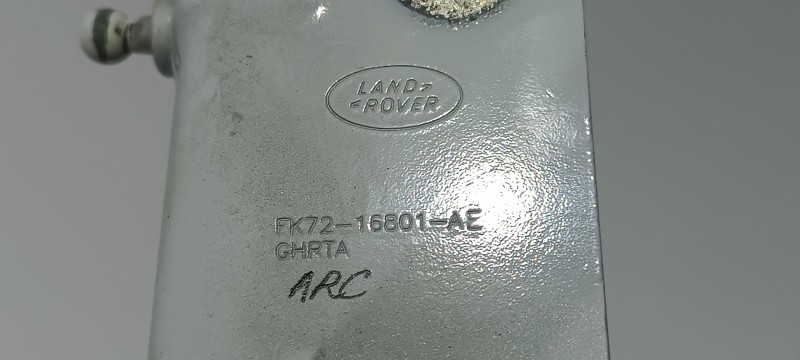 LAND
ROVER
FK72-16801-AE
GHRTA
ARC